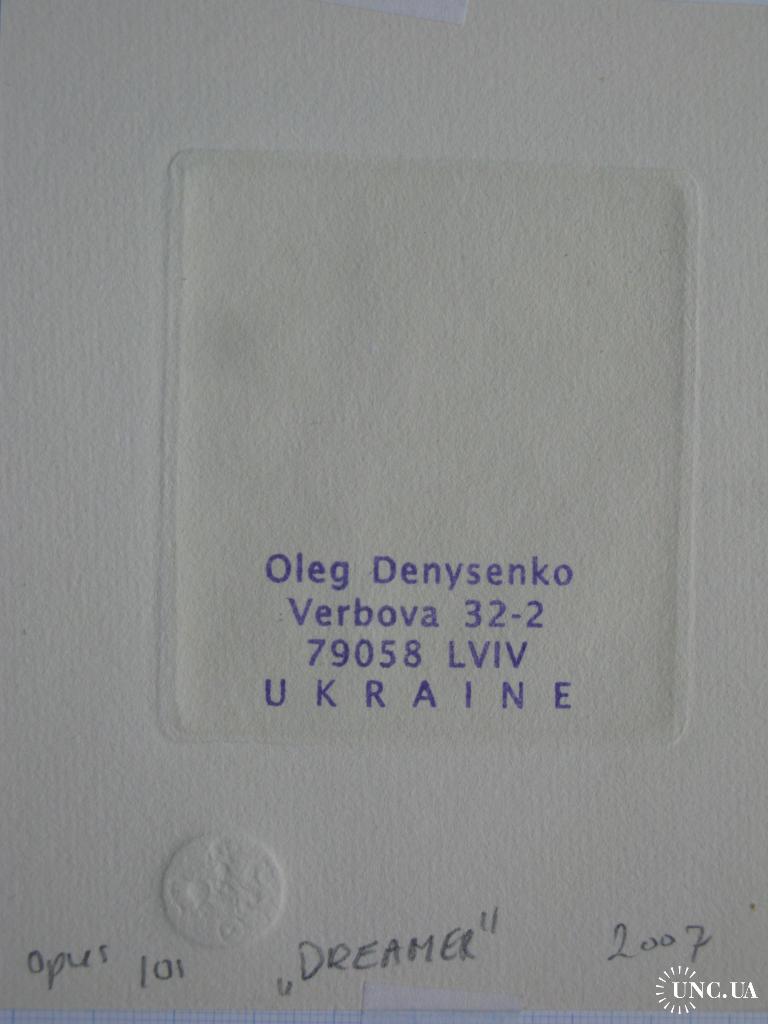 Oleg Denysenko
Verbova 32-2
79058 LVIV
UKRAINE
opus 101 „DREAMER" 2007
UNC.UA